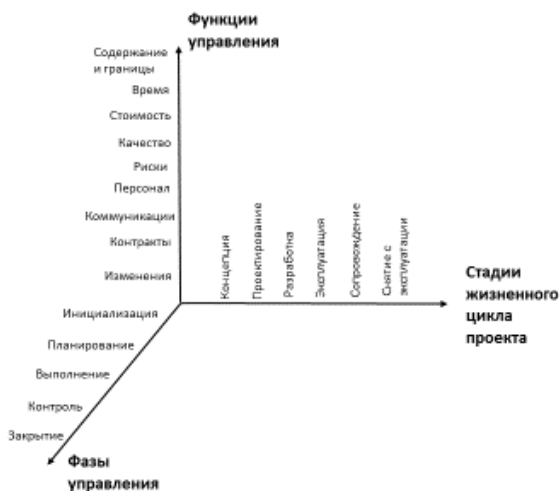 Функции
управления
Содержание
и границы
Время
Стоимость
Качество
Риски
Персонал
Коммуникации
Контракты
Изменения
Концепция
Проектирование
Разработка
Эксплуатация
Сопровождение
Снятие с
эксплуатации
Стадии
жизненного
цикла
проекта
Инициализация
Планирование
Выполнение
Контроль
Закрытие
Фазы
управления